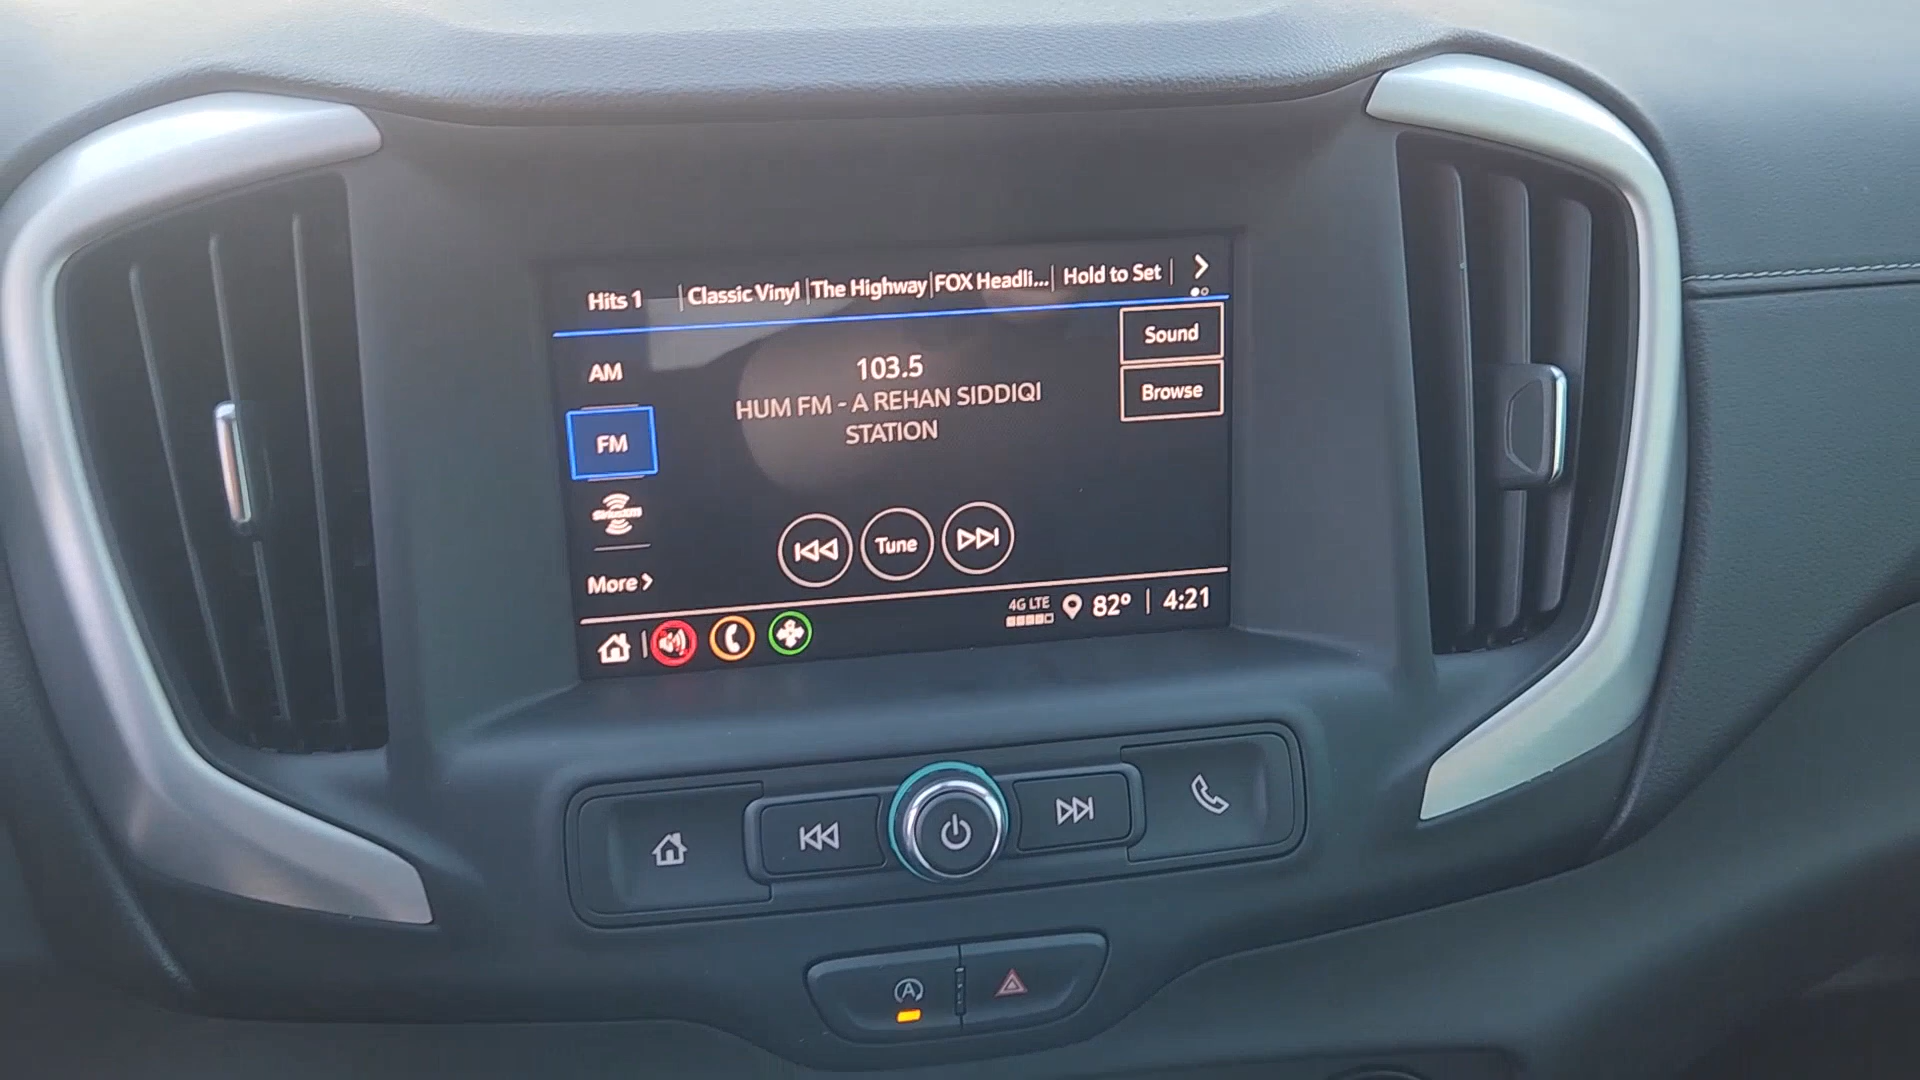 Hits 1 Classic Vinyl The Highway FOX Headli... Hold to Set
Sound
AM
103.5
HUM FM - A REHAN SIDDIQI
STATION
Browse
FM
SiriusXM
Tune
More
4G LTE 82° 4:21
A